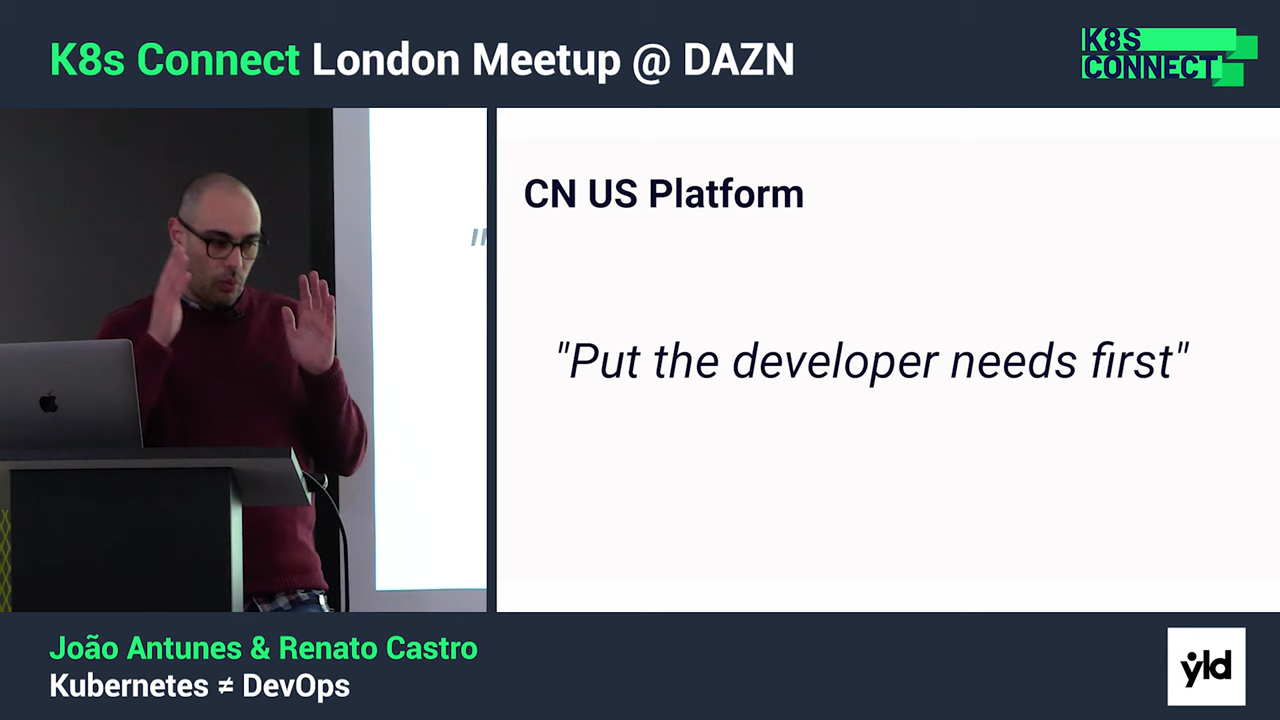 K8s Connect London Meetup @ DAZN
K8S
CONNECT
CN US Platform
"
"Put the developer needs first"
João Antunes & Renato Castro
Kubernetes ≠ DevOps
yld